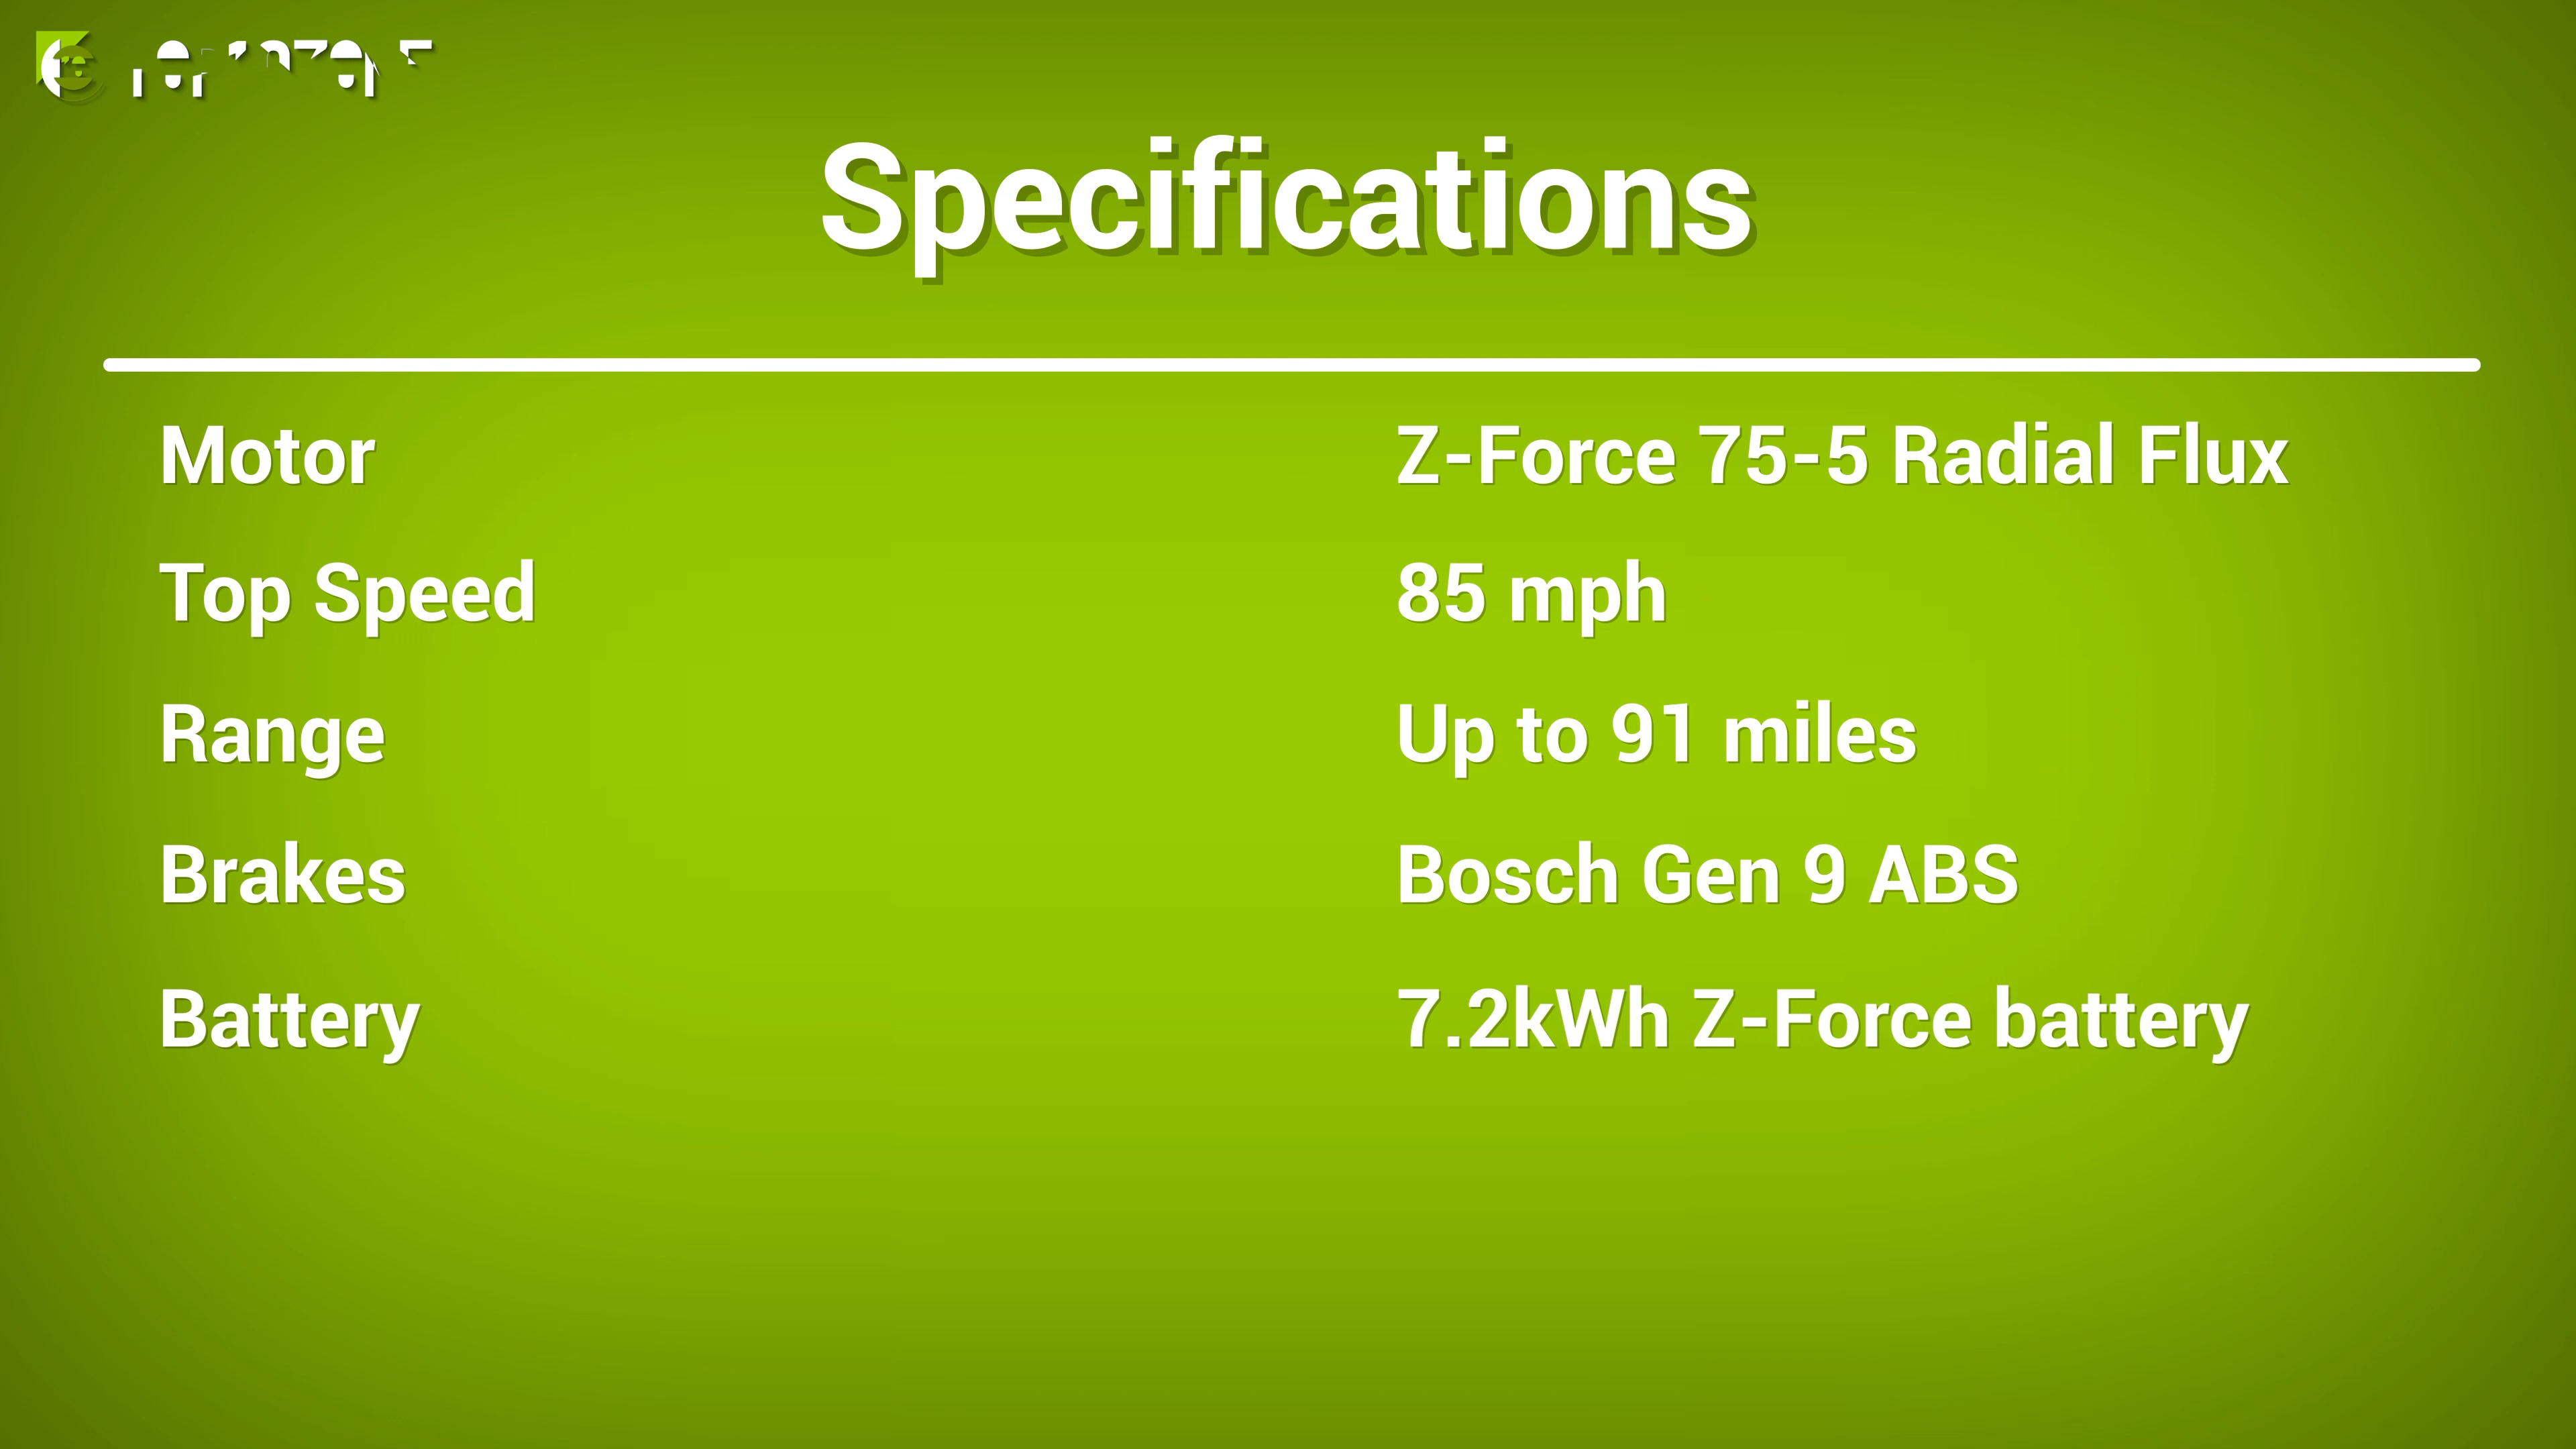 Specifications
Motor Z-Force 75-5 Radial Flux
Top Speed 85 mph
Range Up to 91 miles
Brakes Bosch Gen 9 ABS
Battery 7.2kWh Z-Force battery